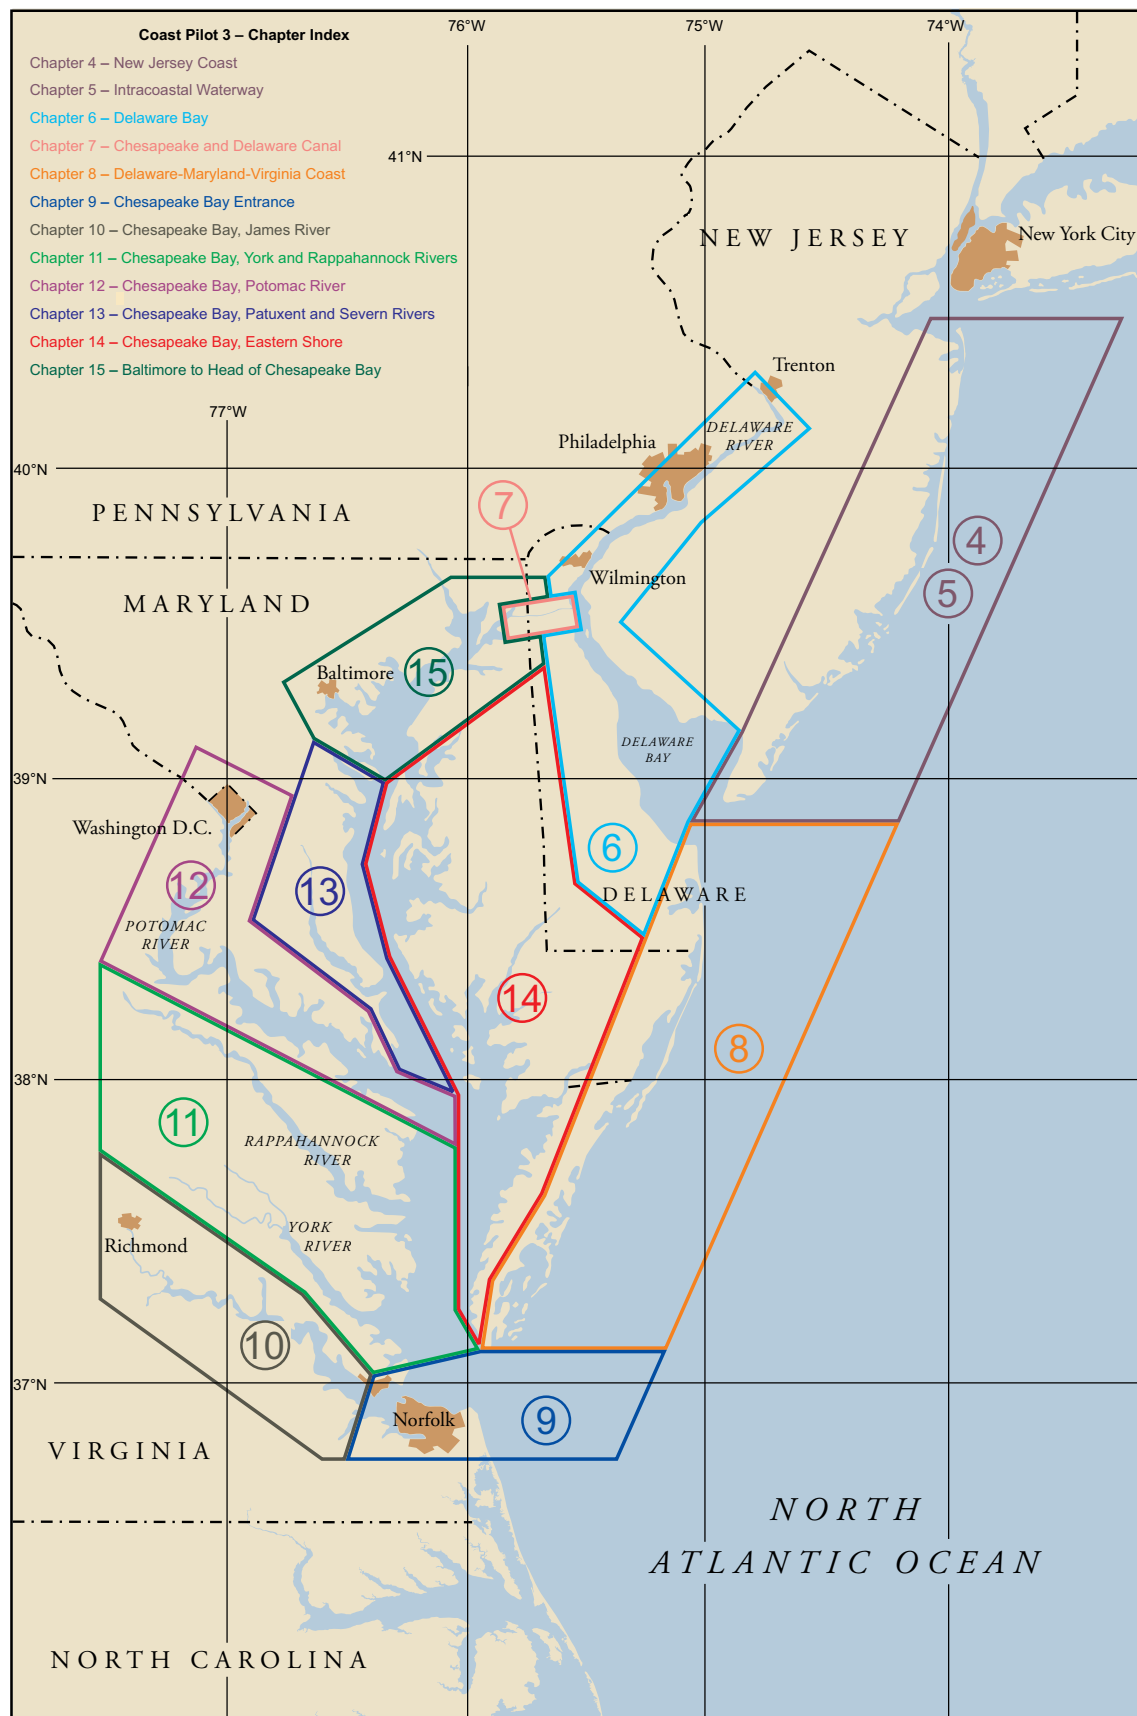 76°W
75°W
74°W
Coast Pilot 3 – Chapter Index
Chapter 4 – New Jersey Coast
Chapter 5 – Intracoastal Waterway
Chapter 6 – Delaware Bay
Chapter 7 – Chesapeake and Delaware Canal
Chapter 8 – Delaware-Maryland-Virginia Coast
Chapter 9 – Chesapeake Bay Entrance
Chapter 10 – Chesapeake Bay, James River
Chapter 11 – Chesapeake Bay, York and Rappahannock Rivers
Chapter 12 – Chesapeake Bay, Potomac River
Chapter 13 – Chesapeake Bay, Patuxent and Severn Rivers
Chapter 14 – Chesapeake Bay, Eastern Shore
Chapter 15 – Baltimore to Head of Chesapeake Bay
41°N
NEW JERSEY
New York City
Trenton
77°W
DELAWARE
RIVER
Philadelphia
40°N
7
PENNSYLVANIA
4
Wilmington
5
MARYLAND
Baltimore
15
DELAWARE
BAY
39°N
Washington D.C.
6
12
13
DELAWARE
POTOMAC
RIVER
14
8
38°N
11
RAPPAHANNOCK
RIVER
YORK
RIVER
Richmond
10
37°N
Norfolk
9
VIRGINIA
NORTH
ATLANTIC OCEAN
NORTH CAROLINA